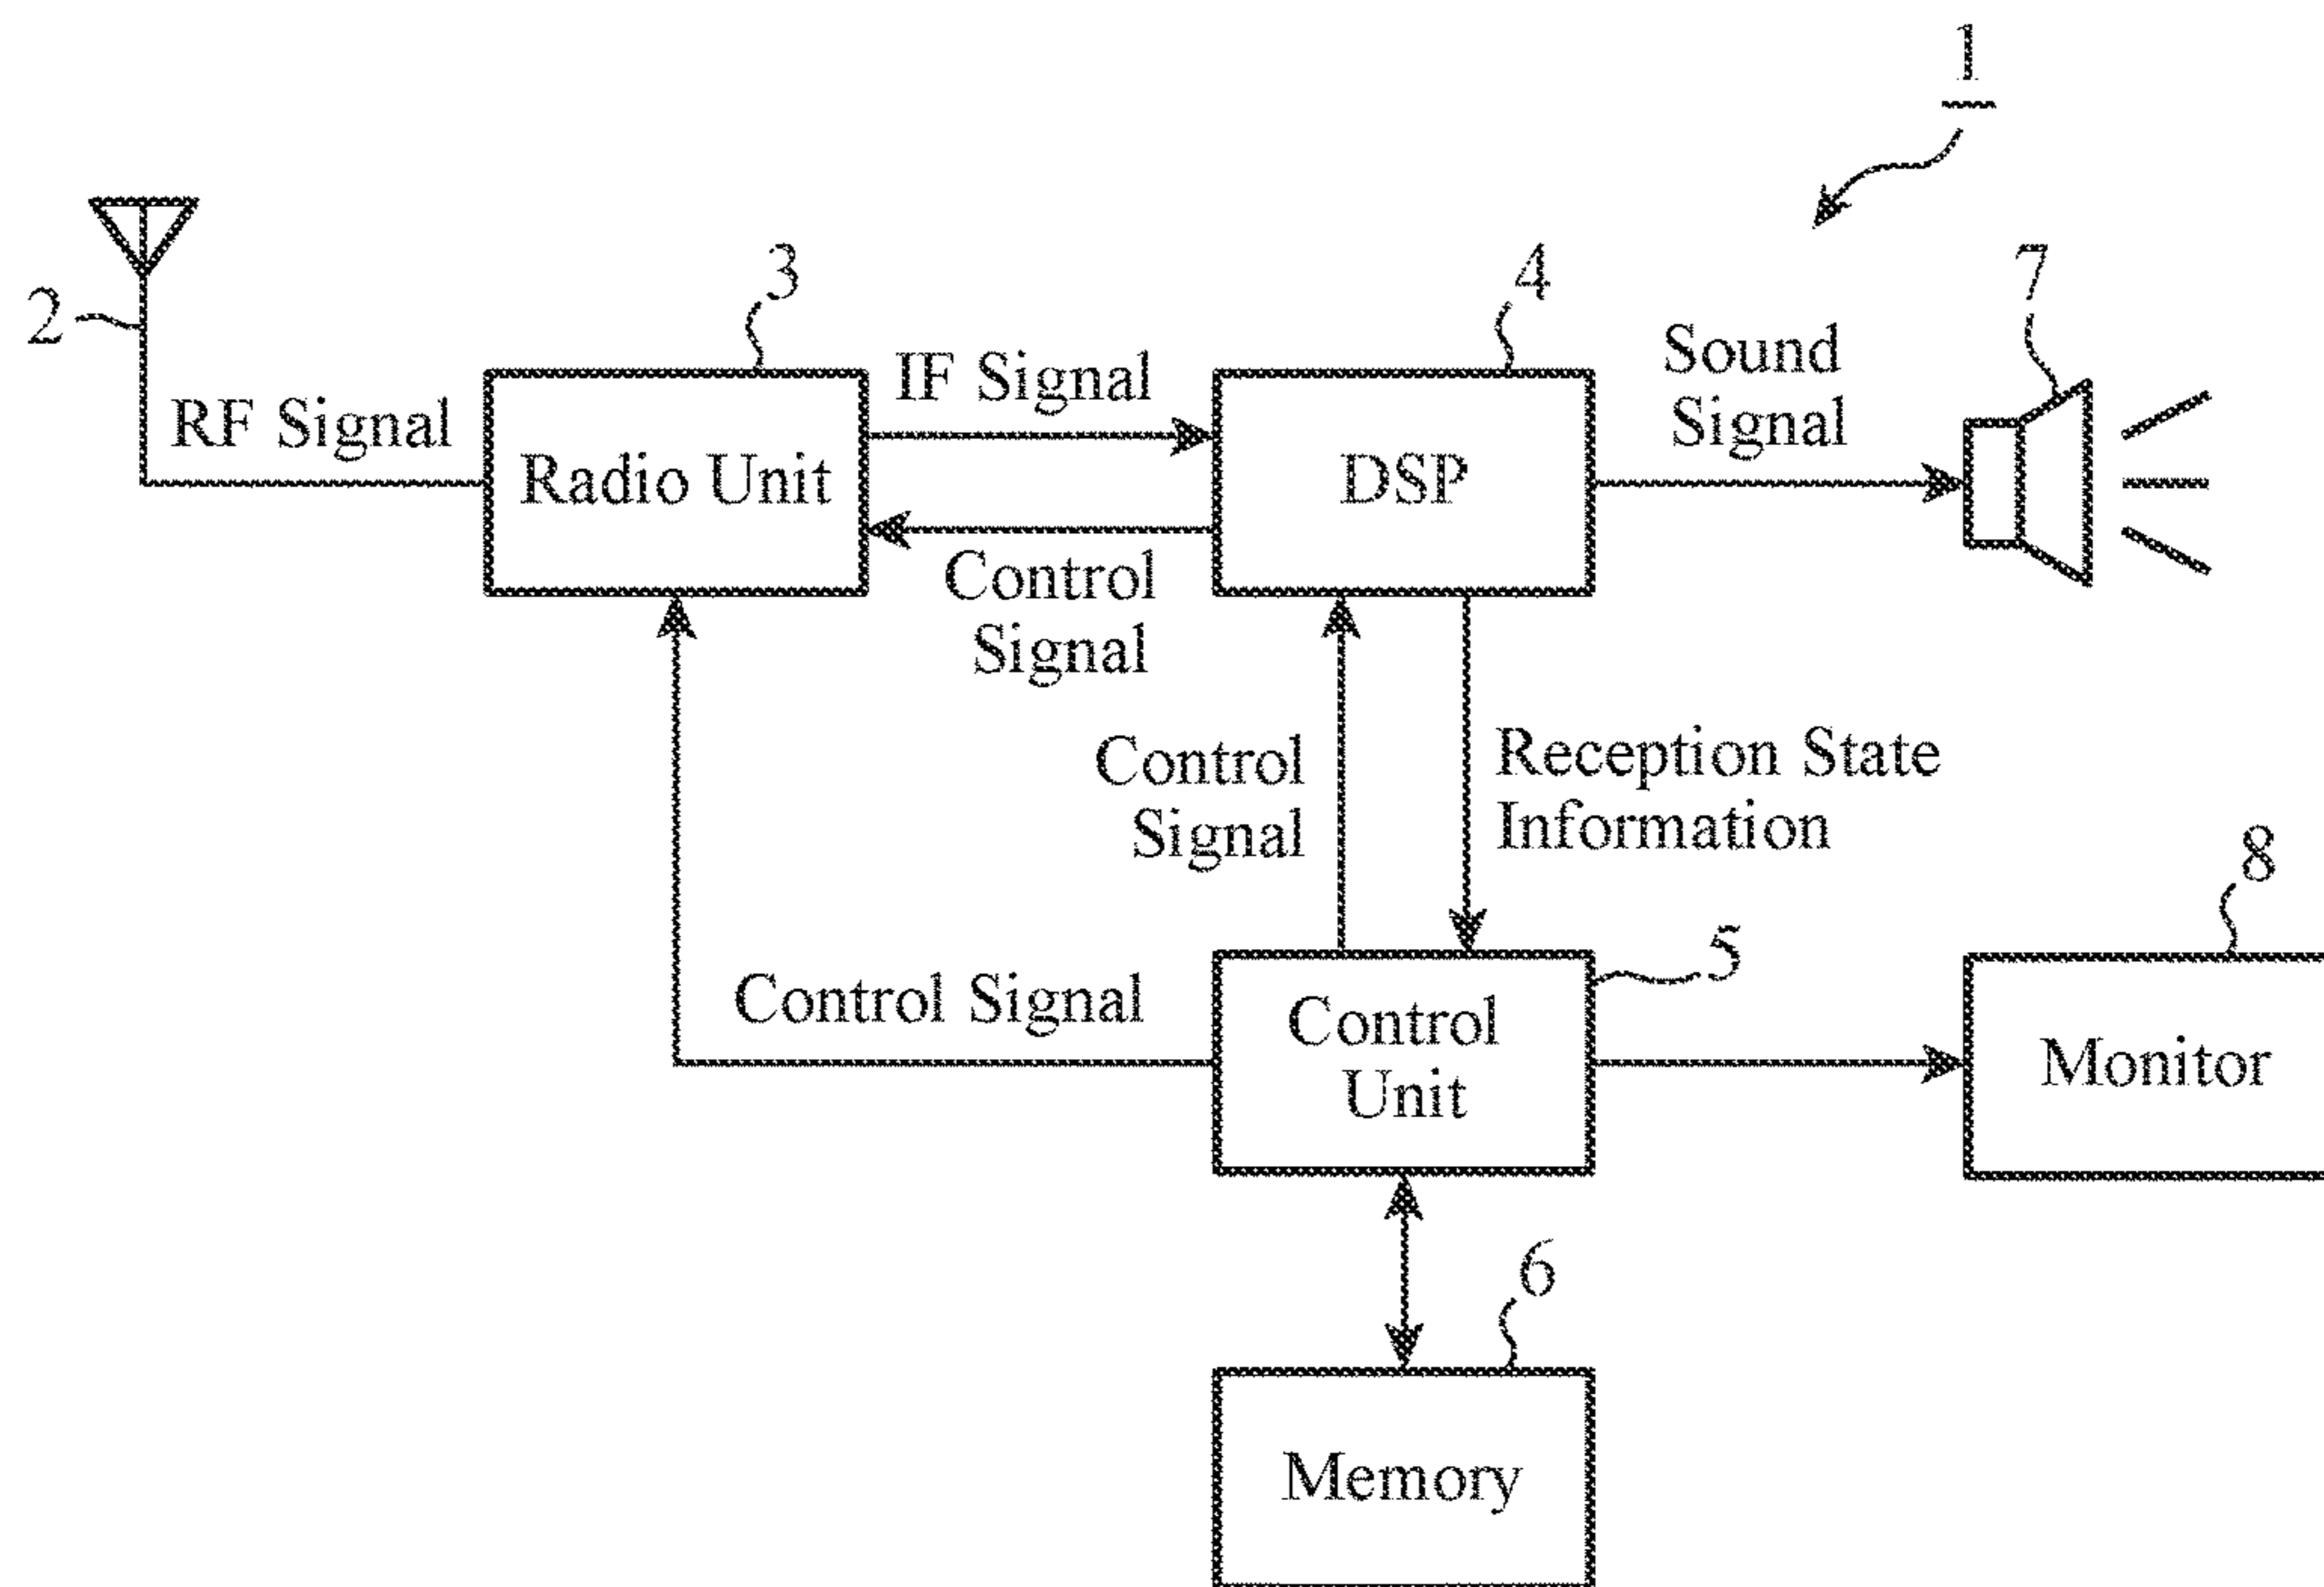 1
2
3
4
7
RF Signal
IF Signal
Sound
Signal
Radio Unit
DSP
Control
Signal
Control
Signal
Reception State
Information
8
5
Control Signal
Control
Unit
Monitor
6
Memory